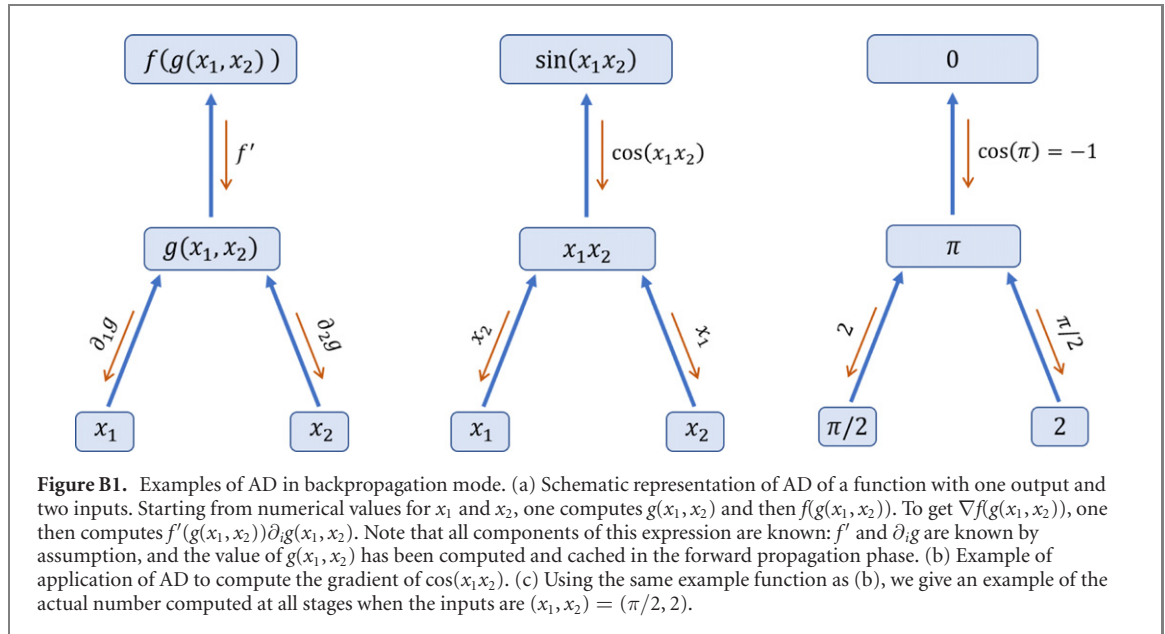 f(g(x₁, x₂))
sin(x₁x₂)
0
f′
cos(x₁x₂)
cos(π) = −1
g(x₁, x₂)
x₁x₂
π
∂₁g
∂₂g
x₂
x₁
2
π/2
x₁
x₂
x₁
x₂
π/2
2
Figure B1. Examples of AD in backpropagation mode. (a) Schematic representation of AD of a function with one output and
two inputs. Starting from numerical values for x₁ and x₂, one computes g(x₁, x₂) and then f(g(x₁, x₂)). To get ∇f(g(x₁, x₂)), one
then computes f′(g(x₁, x₂))∂ᵢg(x₁, x₂). Note that all components of this expression are known: f′ and ∂ᵢg are known by
assumption, and the value of g(x₁, x₂) has been computed and cached in the forward propagation phase. (b) Example of
application of AD to compute the gradient of cos(x₁x₂). (c) Using the same example function as (b), we give an example of the
actual number computed at all stages when the inputs are (x₁, x₂) = (π/2, 2).